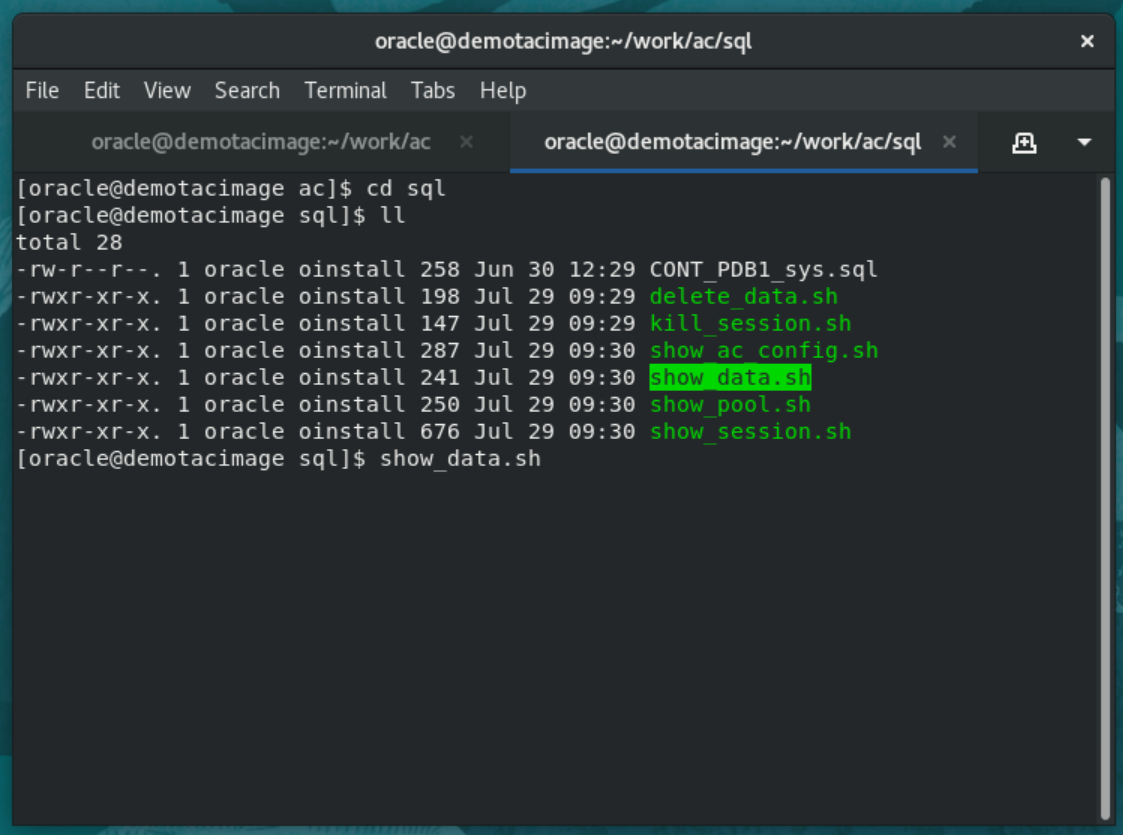 oracle@demotacimage:~/work/ac/sql ×
File Edit View Search Terminal Tabs Help
oracle@demotacimage:~/work/ac × oracle@demotacimage:~/work/ac/sql ×
[oracle@demotacimage ac]$ cd sql
[oracle@demotacimage sql]$ ll
total 28
-rw-r--r--. 1 oracle oinstall 258 Jun 30 12:29 CONT_PDB1_sys.sql
-rwxr-xr-x. 1 oracle oinstall 198 Jul 29 09:29 delete_data.sh
-rwxr-xr-x. 1 oracle oinstall 147 Jul 29 09:29 kill_session.sh
-rwxr-xr-x. 1 oracle oinstall 287 Jul 29 09:30 show_ac_config.sh
-rwxr-xr-x. 1 oracle oinstall 241 Jul 29 09:30 show_data.sh
-rwxr-xr-x. 1 oracle oinstall 250 Jul 29 09:30 show_pool.sh
-rwxr-xr-x. 1 oracle oinstall 676 Jul 29 09:30 show_session.sh
[oracle@demotacimage sql]$ show_data.sh